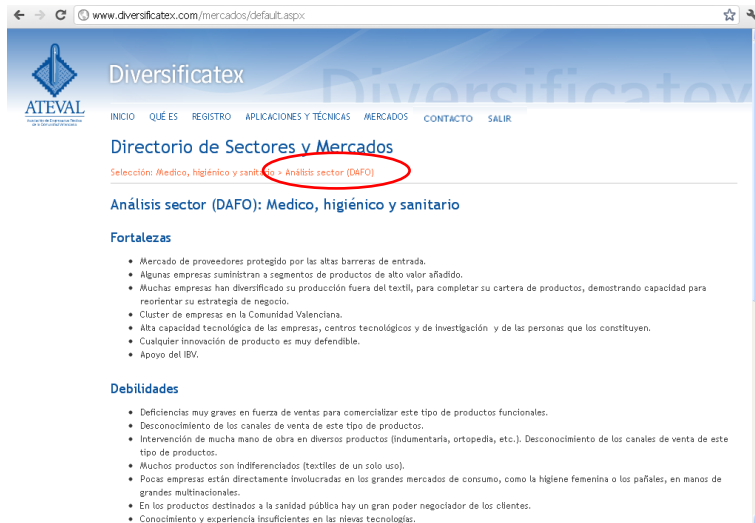 www.diversificatex.com/mercados/default.aspx
Diversificatex
Diversificatex
ATEVAL
INICIO QUÉ ES REGISTRO APLICACIONES Y TÉCNICAS MERCADOS CONTACTO SALIR
Directorio de Sectores y Mercados
Selección: Medico, higiénico y sanitario > Análisis sector (DAFO)
Análisis sector (DAFO): Medico, higiénico y sanitario
Fortalezas
• Mercado de proveedores protegido por las altas barreras de entrada.
• Algunas empresas suministran a segmentos de productos de alto valor añadido.
• Muchas empresas han diversificado su producción fuera del textil, para completar su cartera de productos, demostrando capacidad para
reorientar su estrategia de negocio.
• Cluster de empresas en la Comunidad Valenciana.
• Alta capacidad tecnológica de las empresas, centros tecnológicos y de investigación y de las personas que los constituyen.
• Cualquier innovación de producto es muy defendible.
• Apoyo del IBV.
Debilidades
• Deficiencias muy graves en fuerza de ventas para comercializar este tipo de productos funcionales.
• Desconocimiento de los canales de venta de este tipo de productos.
• Intervención de mucha mano de obra en diversos productos (indumentaria, ortopedia, etc.). Desconocimiento de los canales de venta de este
tipo de productos.
• Muchos productos son indiferenciados (textiles de un solo uso).
• Pocas empresas están directamente involucradas en los grandes mercados de consumo, como la higiene femenina o los pañales, en manos de
grandes multinacionales.
• En los productos destinados a la sanidad pública hay un gran poder negociador de los clientes.
• Conocimiento y experiencia insuficientes en las nievas tecnologías.